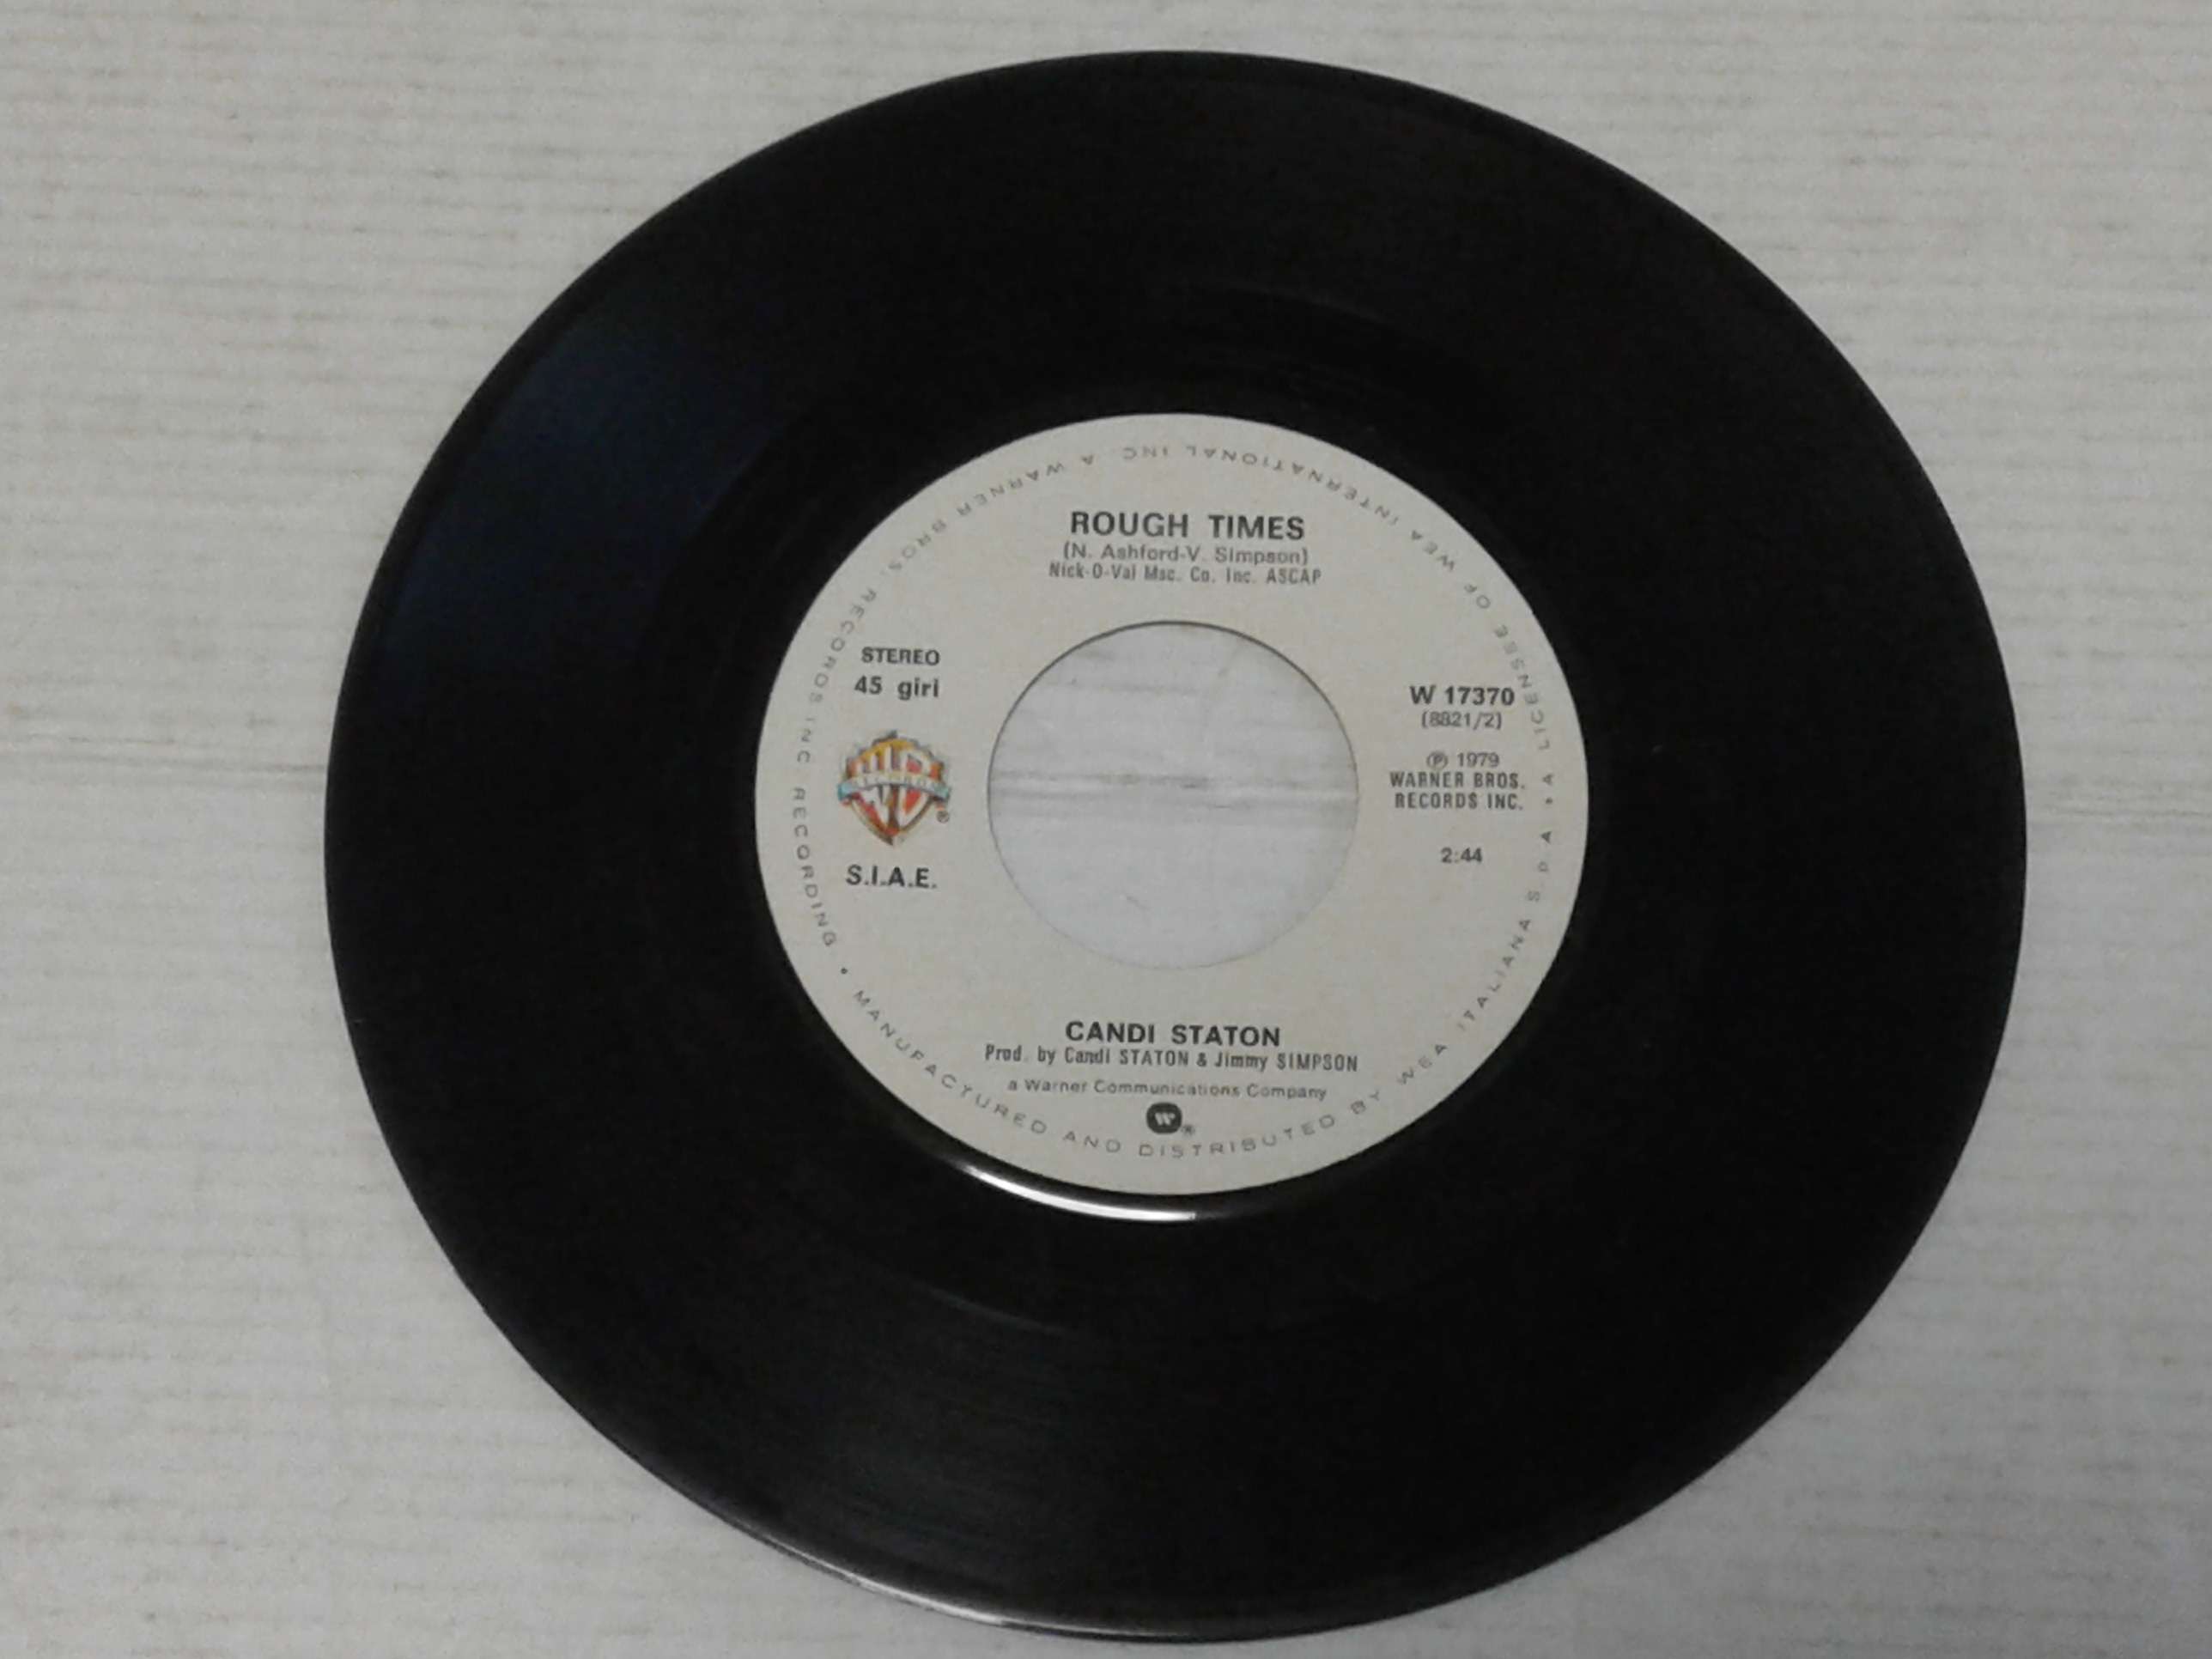 ROUGH TIMES
(N. Ashford-V. Simpson)
Nick-O-Val Msc. Co. Inc. ASCAP
STEREO
45 giri
S.I.A.E.
W 17370
(8821/2)
℗ 1979
WARNER BROS.
RECORDS INC.
2:44
CANDI STATON
Prod. by Candi STATON & Jimmy SIMPSON
a Warner Communications Company
W®
WB
RECORDS
®
A WARNER BROS. RECORDS INC. RECORDING • MANUFACTURED AND DISTRIBUTED BY WEA ITALIANA S.p.A. • A LICENSEE OF WEA INTERNATIONAL INC.